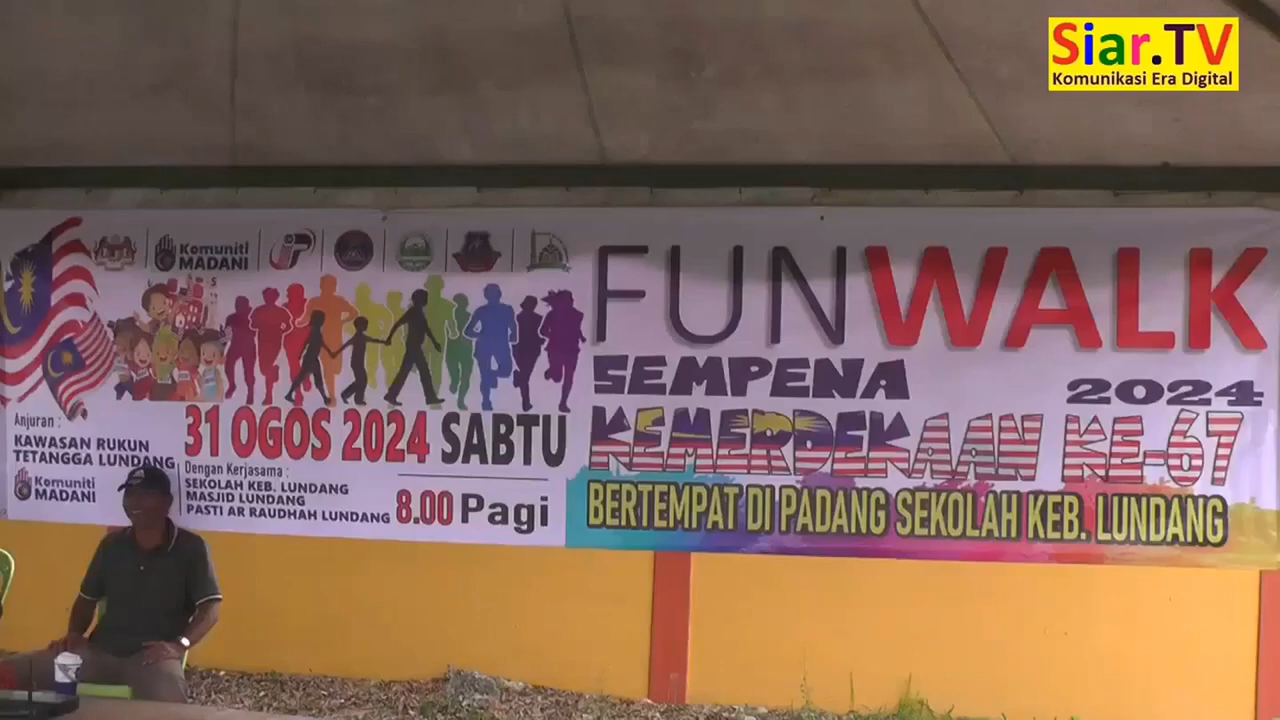 Siar.TV
Komunikasi Era Digital
Komuniti
MADANI
FUNWALK
SEMPENA
2024
KEMERDEKAAN KE-67
BERTEMPAT DI PADANG SEKOLAH KEB. LUNDANG
31 OGOS 2024 SABTU
8.00 Pagi
Anjuran :
KAWASAN RUKUN
TETANGGA LUNDANG
Komuniti
MADANI
Dengan Kerjasama :
SEKOLAH KEB. LUNDANG
MASJID LUNDANG
PASTI AR RAUDHAH LUNDANG